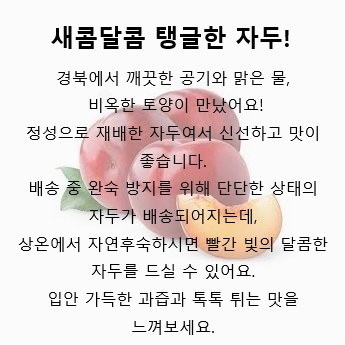 새콤달콤 탱글한 자두!
경북에서 깨끗한 공기와 맑은 물,
비옥한 토양이 만났어요!
정성으로 재배한 자두여서 신선하고 맛이
좋습니다.
배송 중 완숙 방지를 위해 단단한 상태의
자두가 배송되어지는데,
상온에서 자연후숙하시면 빨간 빛의 달콤한
자두를 드실 수 있어요.
입안 가득한 과즙과 톡톡 튀는 맛을
느껴보세요.